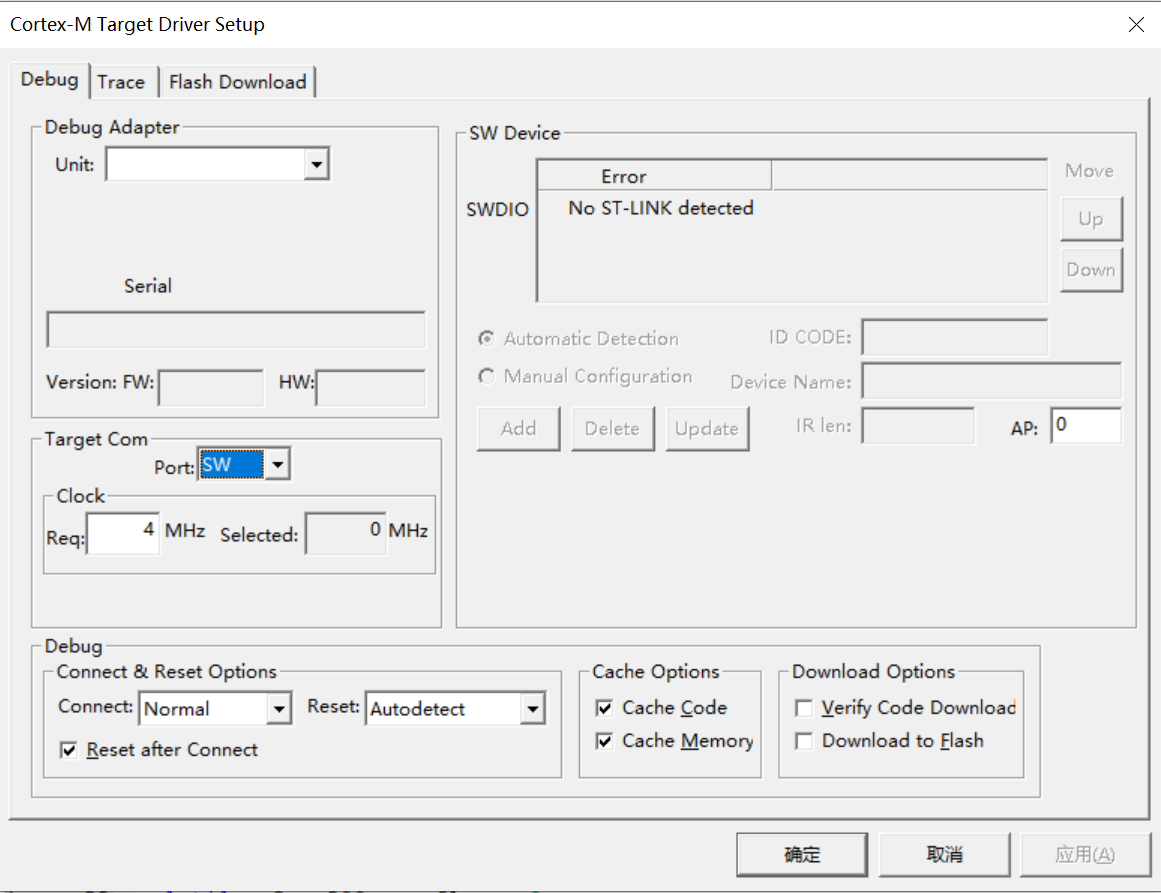 Cortex-M Target Driver Setup
Debug
Trace
Flash Download
Debug Adapter
Unit:
Serial
Version: FW:
HW:
Target Com
Port:
SW
Clock
Req:
4
MHz
Selected:
0
MHz
SW Device
SWDIO
Error
No ST-LINK detected
Move
Up
Down
Automatic Detection
Manual Configuration
ID CODE:
Device Name:
Add
Delete
Update
IR len:
AP:
0
Debug
Connect & Reset Options
Connect:
Normal
Reset:
Autodetect
Reset after Connect
Cache Options
Cache Code
Cache Memory
Download Options
Verify Code Download
Download to Flash
确定
取消
应用(A)